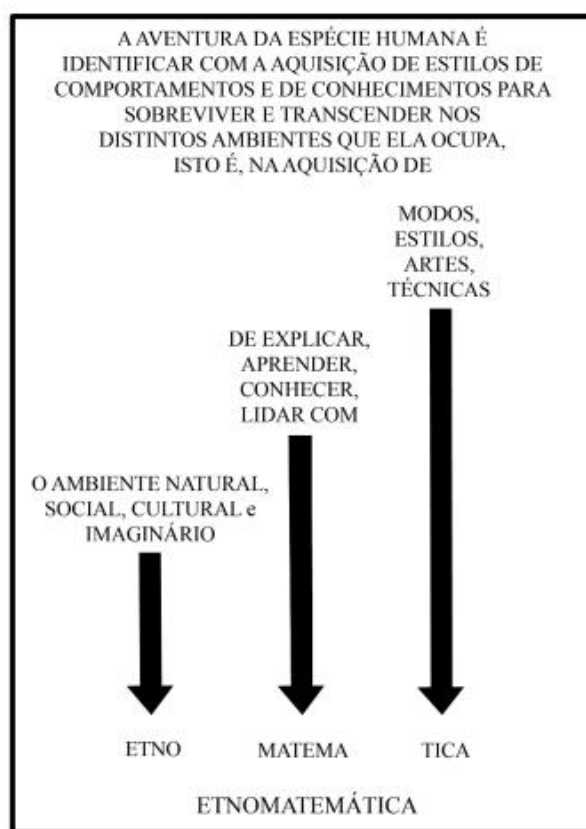 A AVENTURA DA ESPÉCIE HUMANA É
IDENTIFICAR COM A AQUISIÇÃO DE ESTILOS DE
COMPORTAMENTOS E DE CONHECIMENTOS PARA
SOBREVIVER E TRANSCENDER NOS
DISTINTOS AMBIENTES QUE ELA OCUPA,
ISTO É, NA AQUISIÇÃO DE
MODOS,
ESTILOS,
ARTES,
TÉCNICAS
DE EXPLICAR,
APRENDER,
CONHECER,
LIDAR COM
O AMBIENTE NATURAL,
SOCIAL, CULTURAL e
IMAGINÁRIO
ETNO MATEMA TICA
ETNOMATEMÁTICA